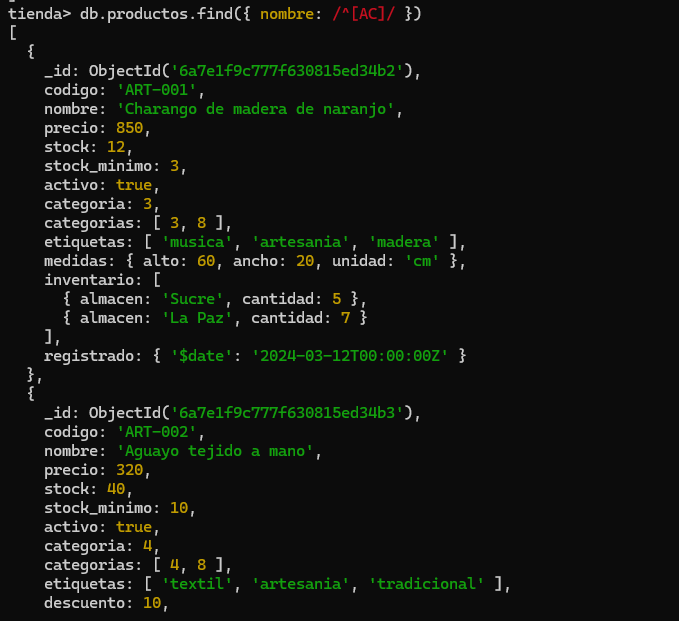 tienda> db.productos.find({ nombre: /^[AC]/ })
[
  {
    _id: ObjectId('6a7e1f9c777f630815ed34b2'),
    codigo: 'ART-001',
    nombre: 'Charango de madera de naranjo',
    precio: 850,
    stock: 12,
    stock_minimo: 3,
    activo: true,
    categoria: 3,
    categorias: [ 3, 8 ],
    etiquetas: [ 'musica', 'artesania', 'madera' ],
    medidas: { alto: 60, ancho: 20, unidad: 'cm' },
    inventario: [
      { almacen: 'Sucre', cantidad: 5 },
      { almacen: 'La Paz', cantidad: 7 }
    ],
    registrado: { '$date': '2024-03-12T00:00:00Z' }
  },
  {
    _id: ObjectId('6a7e1f9c777f630815ed34b3'),
    codigo: 'ART-002',
    nombre: 'Aguayo tejido a mano',
    precio: 320,
    stock: 40,
    stock_minimo: 10,
    activo: true,
    categoria: 4,
    categorias: [ 4, 8 ],
    etiquetas: [ 'textil', 'artesania', 'tradicional' ],
    descuento: 10,